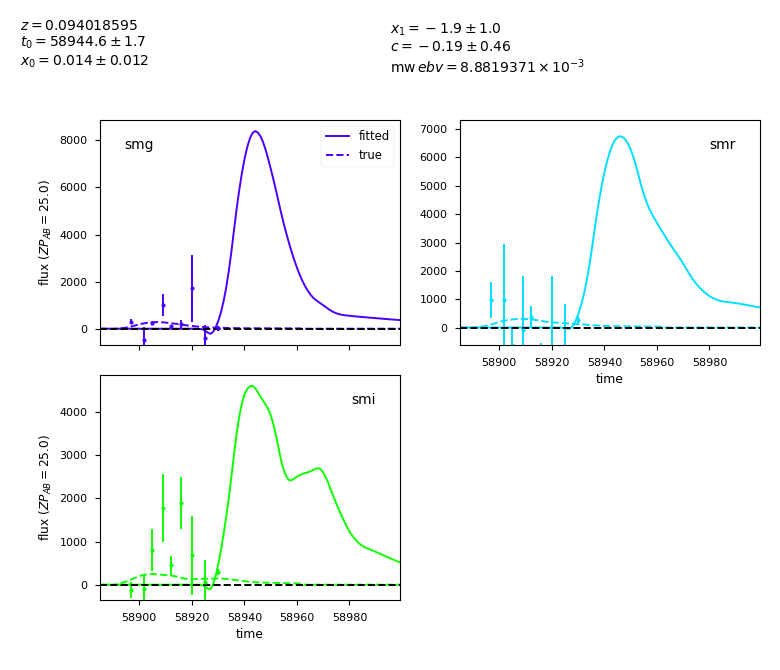 z = 0.094018595
t₀ = 58944.6 ± 1.7
x₀ = 0.014 ± 0.012
x₁ = −1.9 ± 1.0
c = −0.19 ± 0.46
mw ebv = 8.8819371 × 10⁻³
smg
fitted
true
8000
6000
4000
2000
0
flux (ZP_AB = 25.0)
smr
7000
6000
5000
4000
3000
2000
1000
0
58900 58920 58940 58960 58980
time
smi
4000
3000
2000
1000
0
flux (ZP_AB = 25.0)
58900 58920 58940 58960 58980
time